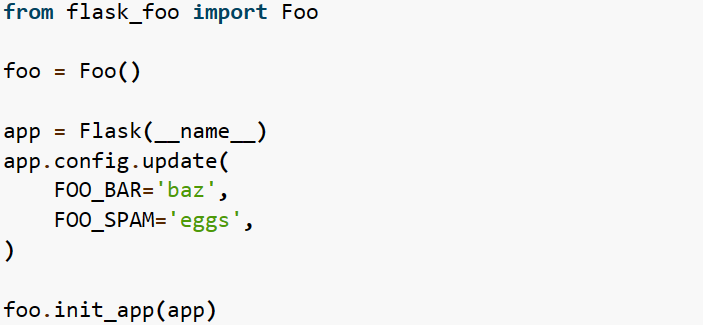 from flask_foo import Foo
foo = Foo()
app = Flask(__name__)
app.config.update(
    FOO_BAR='baz',
    FOO_SPAM='eggs',
)
foo.init_app(app)